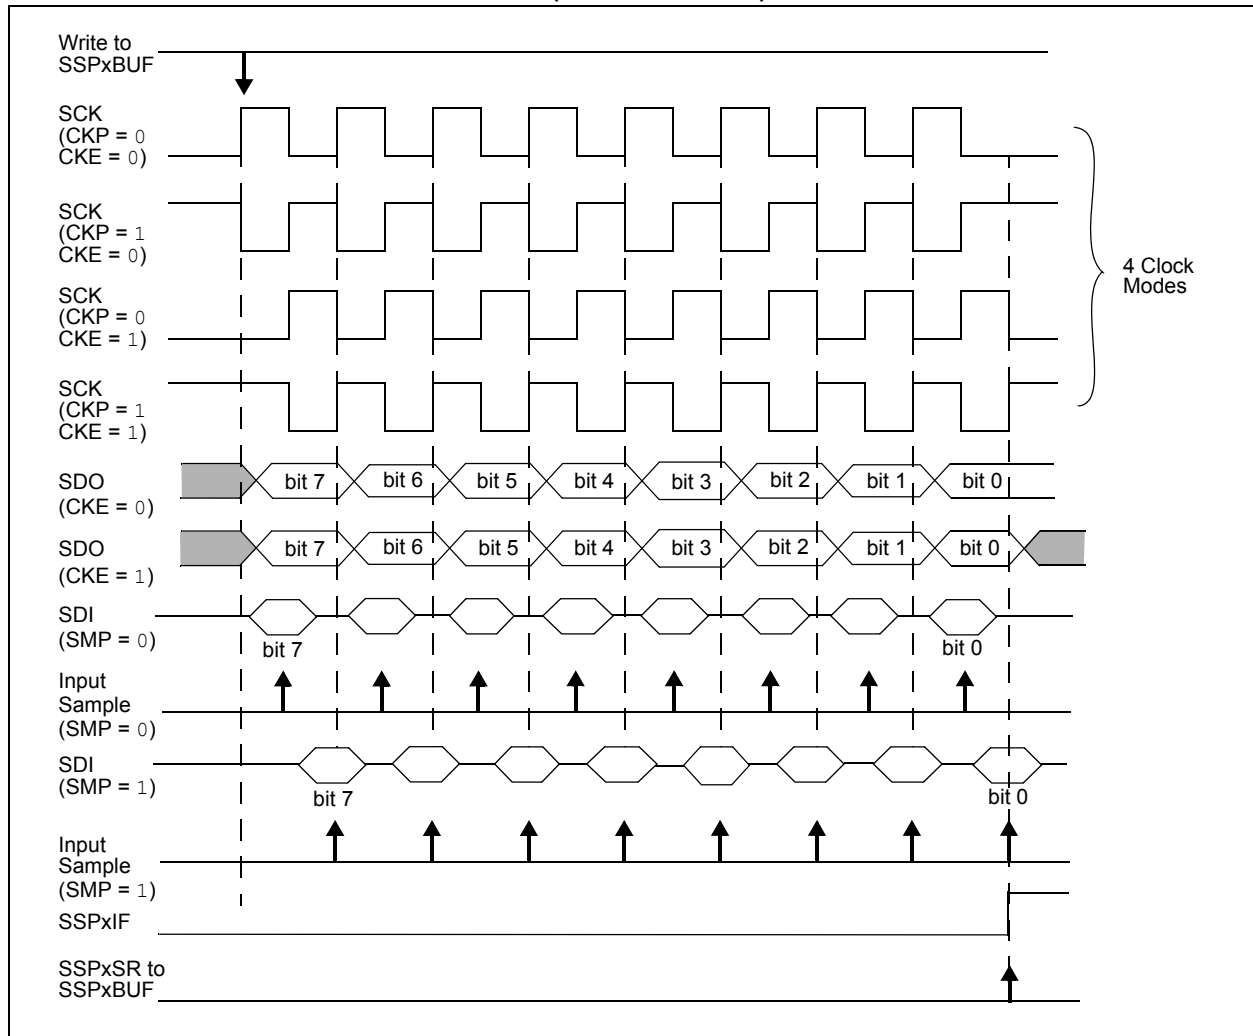 Write to
SSPxBUF
SCK
(CKP = 0
CKE = 0)
SCK
(CKP = 1
CKE = 0)
SCK
(CKP = 0
CKE = 1)
SCK
(CKP = 1
CKE = 1)
4 Clock
Modes
SDO
(CKE = 0)
bit 7 bit 6 bit 5 bit 4 bit 3 bit 2 bit 1 bit 0
SDO
(CKE = 1)
bit 7 bit 6 bit 5 bit 4 bit 3 bit 2 bit 1 bit 0
SDI
(SMP = 0)
bit 7 bit 0
Input
Sample
(SMP = 0)
SDI
(SMP = 1)
bit 7 bit 0
Input
Sample
(SMP = 1)
SSPxIF
SSPxSR to
SSPxBUF